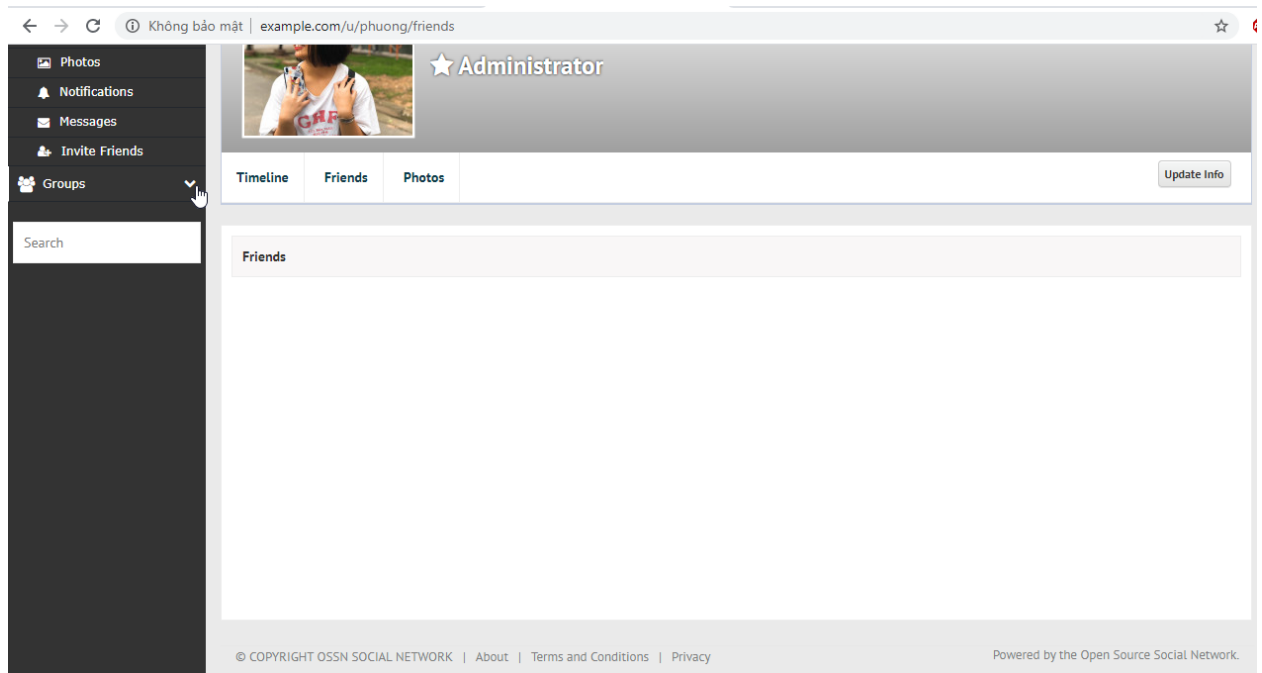 Không bảo mật | example.com/u/phuong/friends
Photos
Notifications
Messages
Invite Friends
Groups
Search
GHF
Administrator
Timeline Friends Photos Update Info
Friends
© COPYRIGHT OSSN SOCIAL NETWORK | About | Terms and Conditions | Privacy
Powered by the Open Source Social Network.